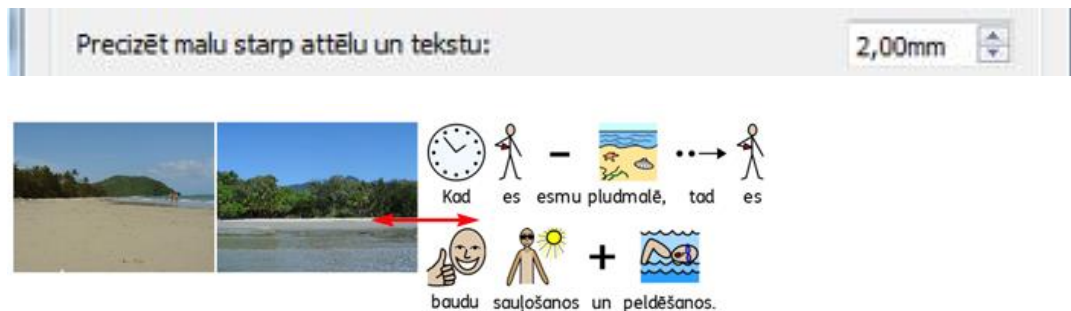 Precizēt malu starp attēlu un tekstu: 2,00mm
Kad es esmu pludmalē, tad es
baudu sauļošanos un peldēšanos.